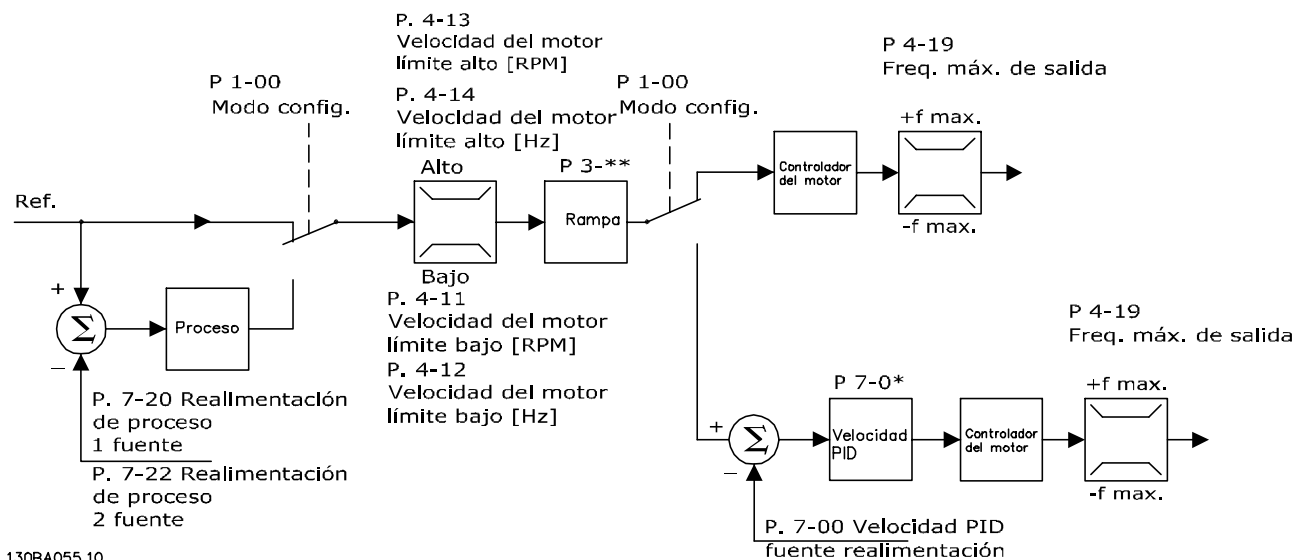 P. 4-13
Velocidad del motor
límite alto [RPM]
P 4-19
Freq. máx. de salida
P 1-00
Modo config.
P. 4-14
Velocidad del motor
límite alto [Hz]
P 1-00
Modo config.
+f max.
Alto
P 3-**
Controlador
del motor
Ref.
Rampa
-f max.
Bajo
+
Σ
−
Proceso
P. 4-11
Velocidad del motor
límite bajo [RPM]
P. 4-12
Velocidad del motor
límite bajo [Hz]
P 4-19
Freq. máx. de salida
P. 7-20 Realimentación
de proceso
1 fuente
P. 7-22 Realimentación
de proceso
2 fuente
P 7-0*
+f max.
+
Σ
−
Velocidad
PID
Controlador
del motor
-f max.
P. 7-00 Velocidad PID
fuente realimentación
130BA055.10